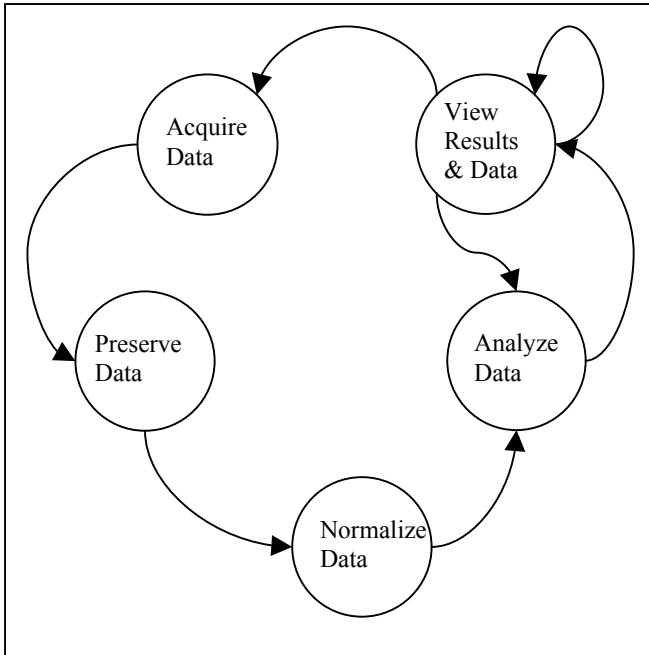 Acquire
Data
View
Results
& Data
Preserve
Data
Analyze
Data
Normalize
Data